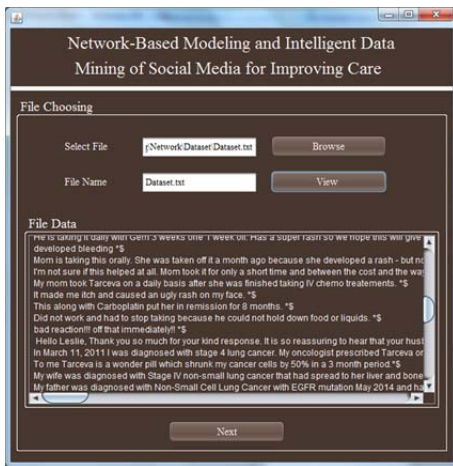 Network-Based Modeling and Intelligent Data
Mining of Social Media for Improving Care
File Choosing
Select File
r\Network\Dataset\Dataset.txt
Browse
File Name
Dataset.txt
View
File Data
He is taking it daily with Gem 3 weeks one 1 week off. Has a super rash so we hope this will give
developed bleeding *$
Mom is taking this orally. She was taken off it a month ago because she developed a rash - but no
I'm not sure if this helped at all. Mom took it for only a short time and between the cost and the way
My mom took Tarceva on a daily basis after she was finished taking IV chemo treatements. *$
It made me itch and caused an ugly rash on my face. *$
This along with Carboplatin put her in remission for 8 months. *$
Did not work and had to stop taking because he could not hold down food or liquids. *$
bad reaction!!! off that immediately!! *$
Hello Leslie, Thank you so much for your kind response. It is so reassuring to hear that your hust
In March 11, 2011 I was diagnosed with stage 4 lung cancer. My oncologist prescribed Tarceva or
To me Tarceva is a wonder pill which shrunk my cancer cells by 50% in a 3 month period.*$
My wife was diagnosed with Stage IV non-small lung cancer that had spread to her liver and bone
My father was diagnosed with Non-Small Cell Lung Cancer with EGFR mutation May 2014 and ha
Next